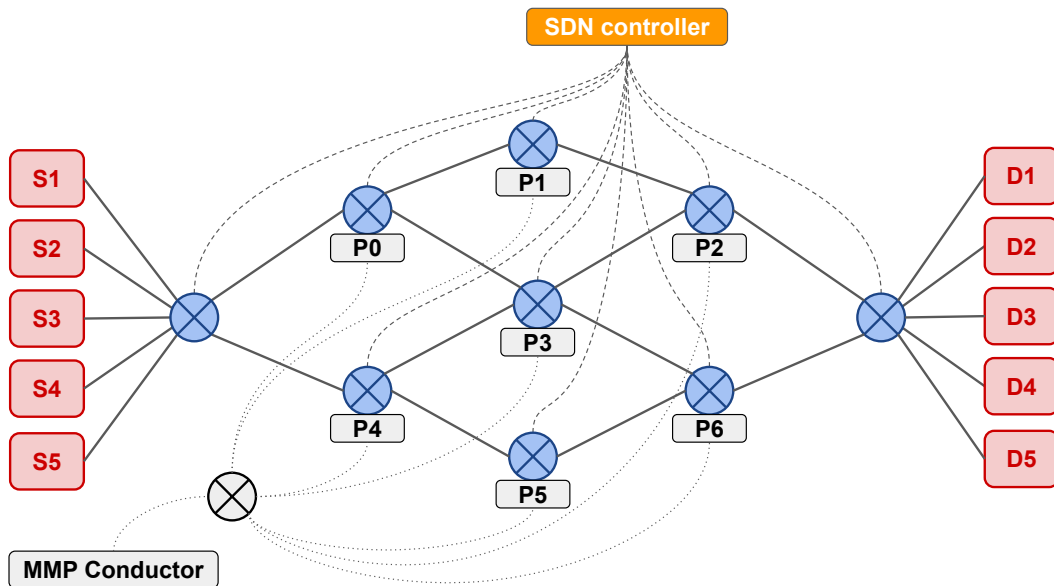 SDN controller
S1
S2
S3
S4
S5
P0
P1
P2
P3
P4
P5
P6
D1
D2
D3
D4
D5
MMP Conductor